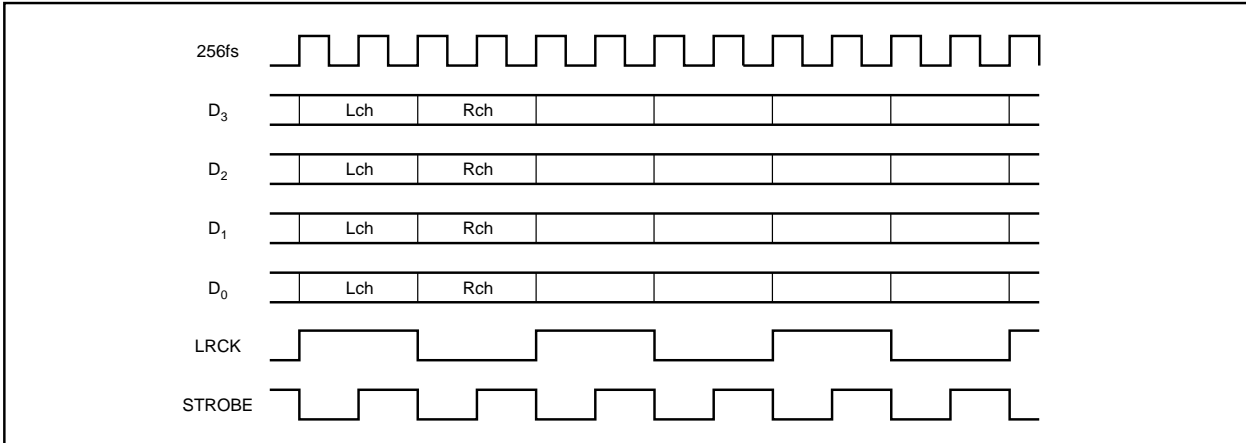 256fs
D3 Lch Rch
D2 Lch Rch
D1 Lch Rch
D0 Lch Rch
LRCK
STROBE